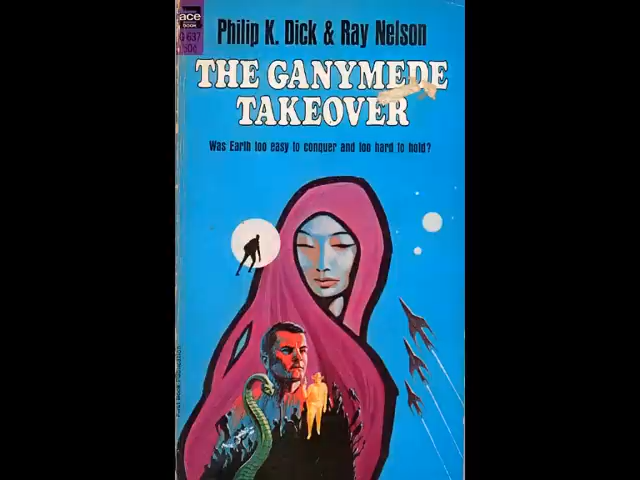 ace
BOOK
G-637
50¢
Philip K. Dick & Ray Nelson
THE GANYMEDE
TAKEOVER
Was Earth too easy to conquer and too hard to hold?